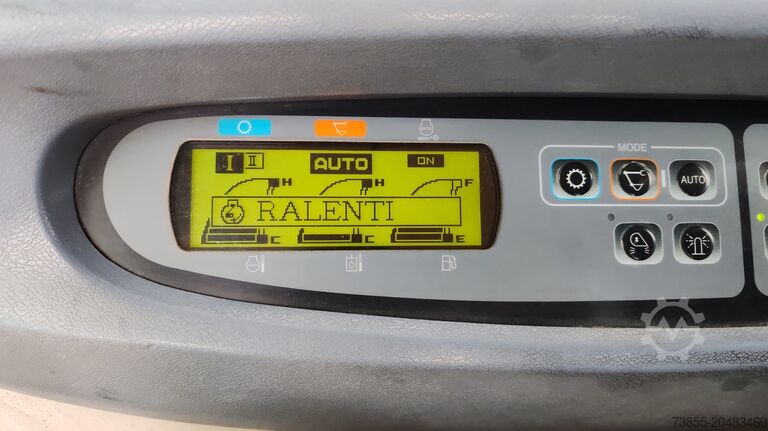 MODE
I II AUTO ON
AUTO
H H F
RALENTI
C C E
73855-20483460